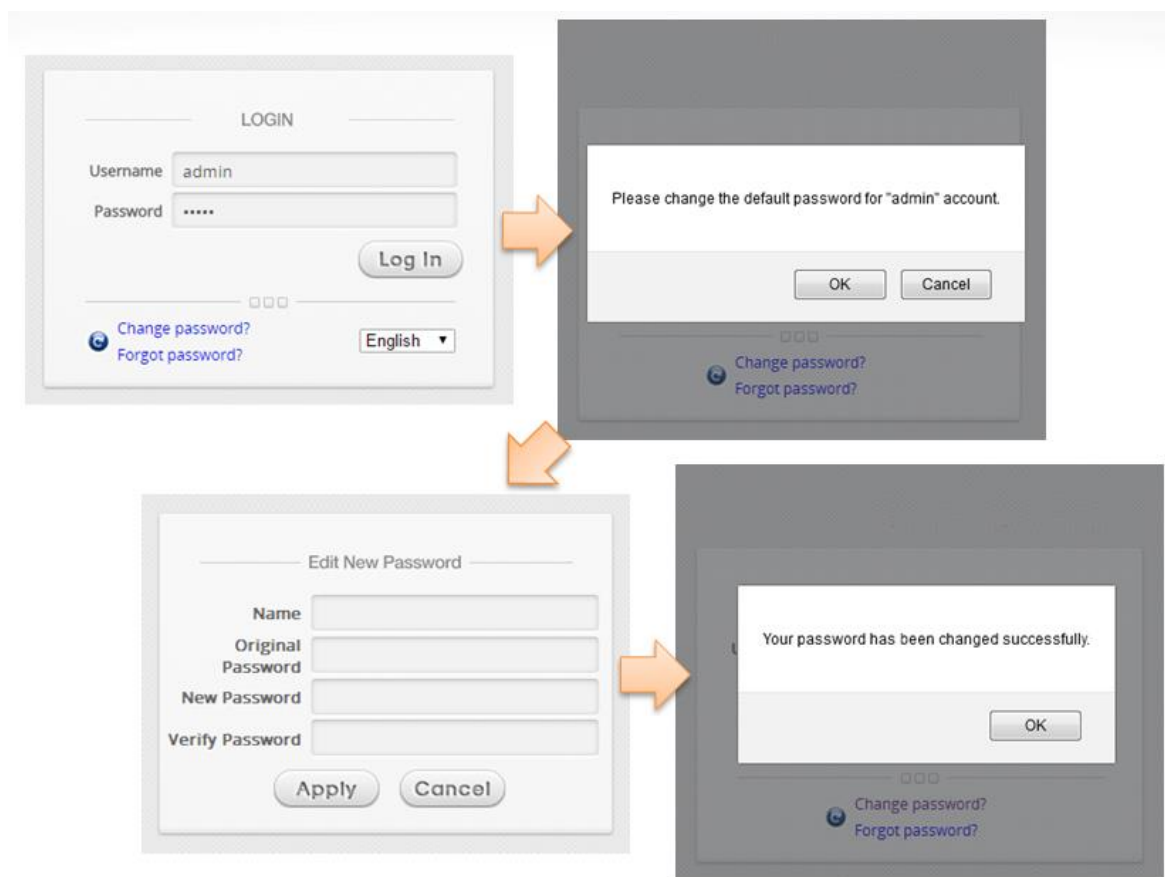 LOGIN
Username admin
Password •••••
Log In
Change password?
Forgot password?
English
Please change the default password for "admin" account.
OK Cancel
Change password?
Forgot password?
Edit New Password
Name
Original
Password
New Password
Verify Password
Apply Cancel
U
Your password has been changed successfully.
OK
Change password?
Forgot password?